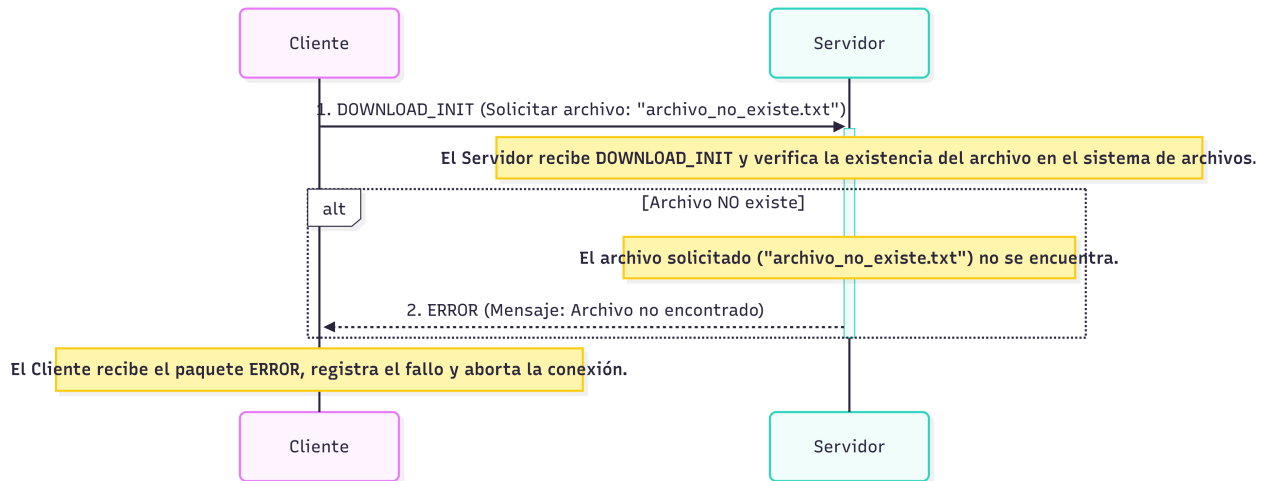 Cliente
Servidor
1. DOWNLOAD_INIT (Solicitar archivo: "archivo_no_existe.txt")
El Servidor recibe DOWNLOAD_INIT y verifica la existencia del archivo en el sistema de archivos.
alt
[Archivo NO existe]
El archivo solicitado ("archivo_no_existe.txt") no se encuentra.
2. ERROR (Mensaje: Archivo no encontrado)
El Cliente recibe el paquete ERROR, registra el fallo y aborta la conexión.
Cliente
Servidor